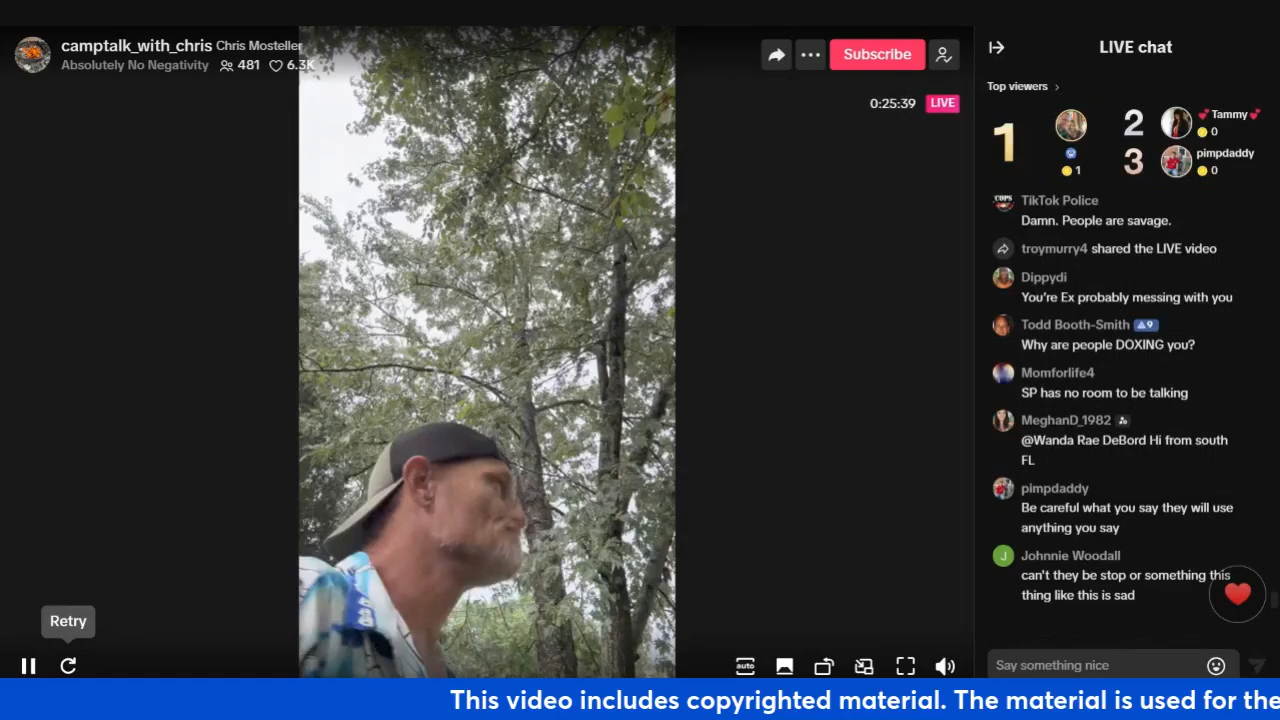 camptalk_with_chris Chris Mosteller
Absolutely No Negativity 481 6.3K
Subscribe
0:25:39 LIVE
Retry
auto
LIVE chat
Top viewers
1
1
2
💕Tammy💕
0
3
pimpdaddy
0
COPS
TikTok Police
Damn. People are savage.
troymurry4 shared the LIVE video
Dippydi
You're Ex probably messing with you
Todd Booth-Smith 9
Why are people DOXING you?
Momforlife4
SP has no room to be talking
MeghanD_1982
@Wanda Rae DeBord Hi from south
FL
pimpdaddy
Be careful what you say they will use
anything you say
J
Johnnie Woodall
can't they be stop or something this
thing like this is sad
Say something nice
This video includes copyrighted material. The material is used for the